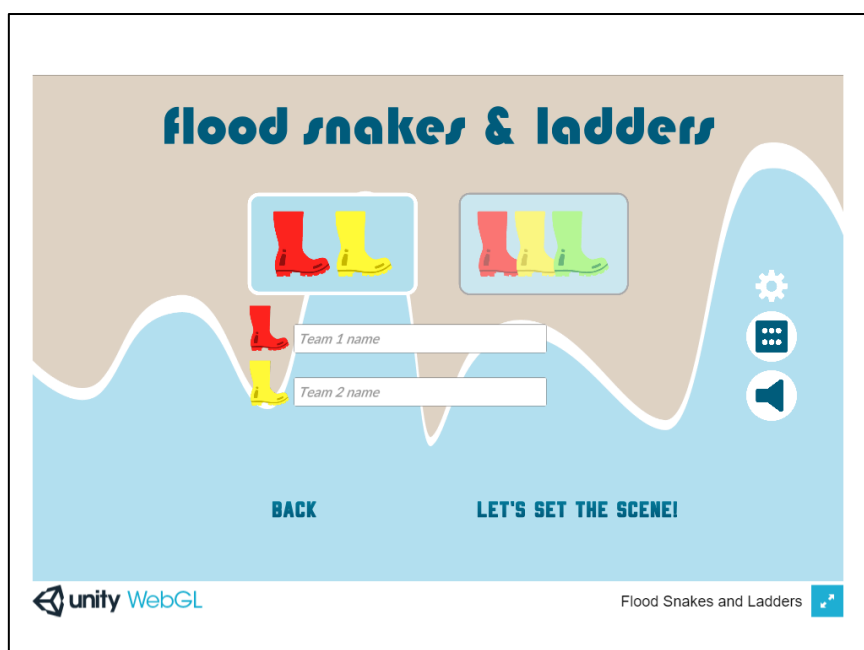 flood snakes & ladders
Team 1 name
Team 2 name
BACK LET'S SET THE SCENE!
unity WebGL Flood Snakes and Ladders